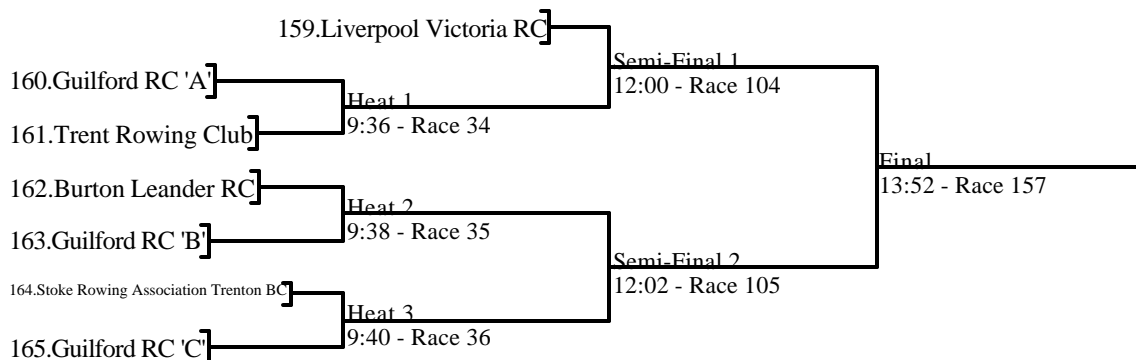 159.Liverpool Victoria RC
Semi-Final 1
12:00 - Race 104
160.Guilford RC 'A'
Heat 1
9:36 - Race 34
161.Trent Rowing Club
Final
13:52 - Race 157
162.Burton Leander RC
Heat 2
9:38 - Race 35
163.Guilford RC 'B'
Semi-Final 2
12:02 - Race 105
164.Stoke Rowing Association Trenton BC
Heat 3
9:40 - Race 36
165.Guilford RC 'C'